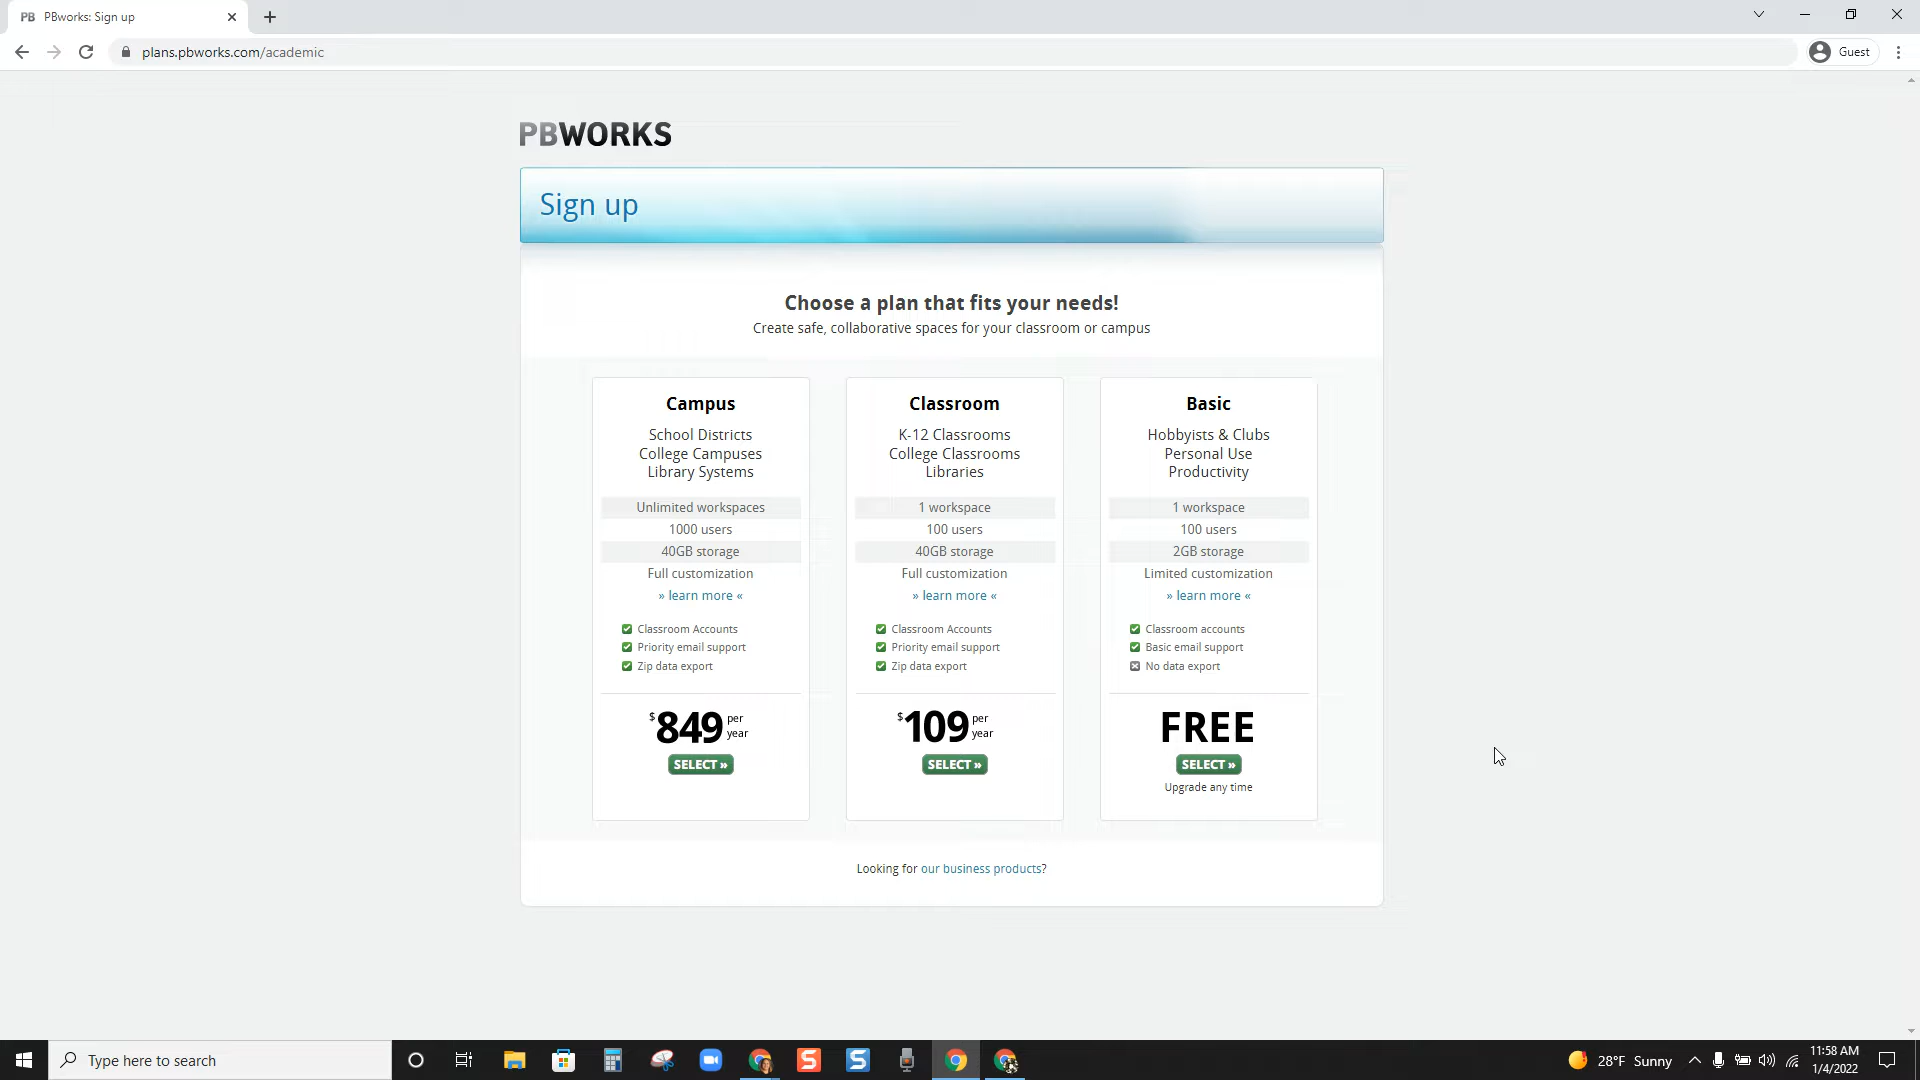 PB PBworks: Sign up
plans.pbworks.com/academic
Guest
PBWORKS
Sign up
Choose a plan that fits your needs!
Create safe, collaborative spaces for your classroom or campus
Campus
School Districts
College Campuses
Library Systems
Unlimited workspaces
1000 users
40GB storage
Full customization
» learn more «
Classroom Accounts
Priority email support
Zip data export
$849 per
year
SELECT »
Classroom
K-12 Classrooms
College Classrooms
Libraries
1 workspace
100 users
40GB storage
Full customization
» learn more «
Classroom Accounts
Priority email support
Zip data export
$109 per
year
SELECT »
Basic
Hobbyists & Clubs
Personal Use
Productivity
1 workspace
100 users
2GB storage
Limited customization
» learn more «
Classroom accounts
Basic email support
No data export
FREE
SELECT »
Upgrade any time
Looking for our business products?
Type here to search
S
S
28°F Sunny
11:58 AM
1/4/2022